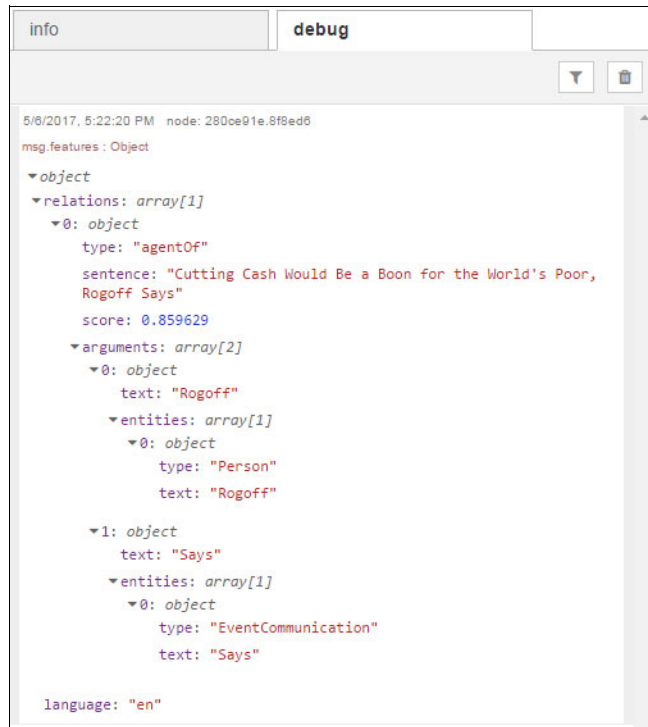 info
debug
5/6/2017, 5:22:20 PM node: 280ce91e.8f8ed6
msg.features : Object
object
relations: array[1]
0: object
type: "agentOf"
sentence: "Cutting Cash Would Be a Boon for the World's Poor,
Rogoff Says"
score: 0.859629
arguments: array[2]
0: object
text: "Rogoff"
entities: array[1]
0: object
type: "Person"
text: "Rogoff"
1: object
text: "Says"
entities: array[1]
0: object
type: "EventCommunication"
text: "Says"
language: "en"